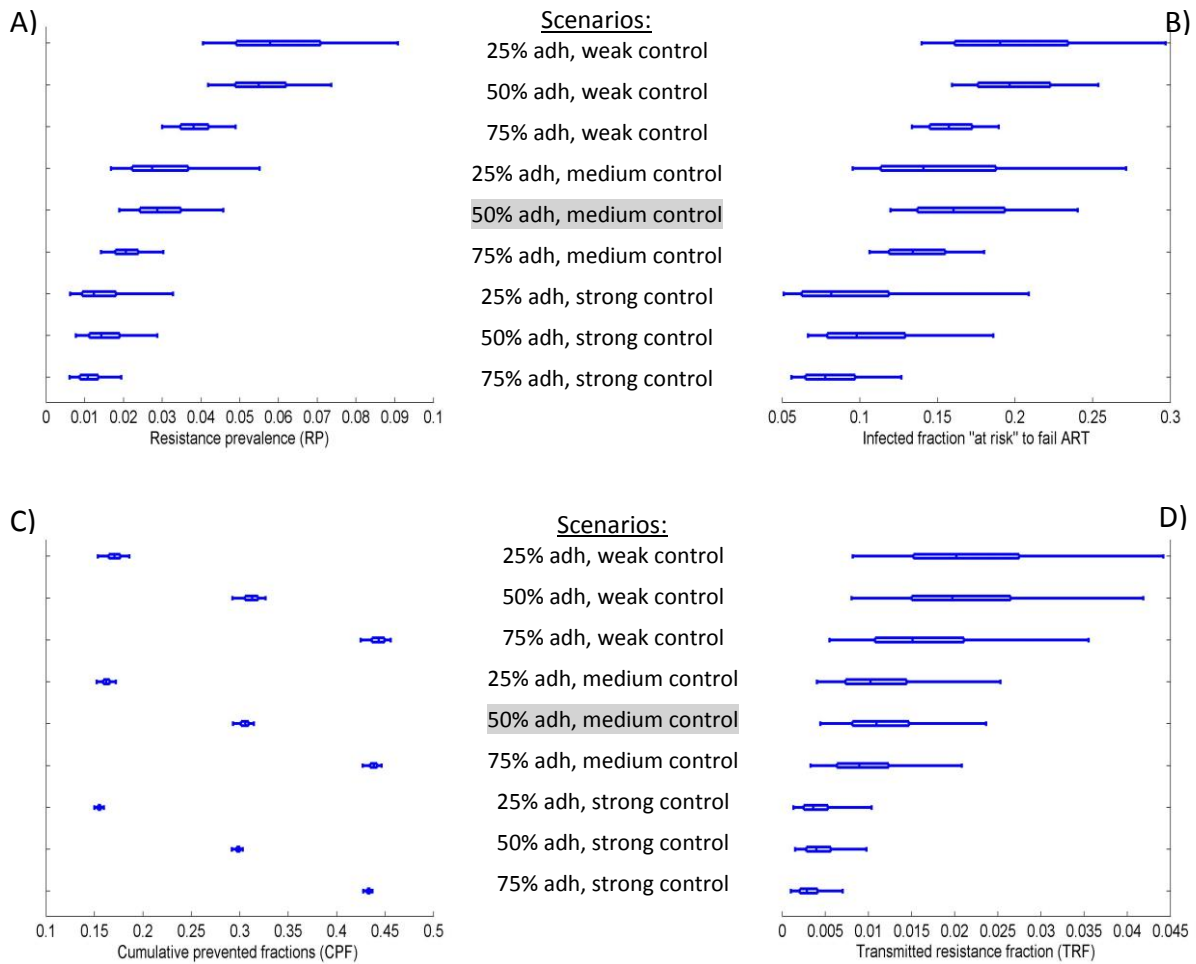 A)
Scenarios:
B)
25% adh, weak control
50% adh, weak control
75% adh, weak control
25% adh, medium control
50% adh, medium control
75% adh, medium control
25% adh, strong control
50% adh, strong control
75% adh, strong control
0 0.01 0.02 0.03 0.04 0.05 0.06 0.07 0.08 0.09 0.1
Resistance prevalence (RP)
0.05 0.1 0.15 0.2 0.25 0.3
Infected fraction "at risk" to fail ART
C)
Scenarios:
D)
25% adh, weak control
50% adh, weak control
75% adh, weak control
25% adh, medium control
50% adh, medium control
75% adh, medium control
25% adh, strong control
50% adh, strong control
75% adh, strong control
0.1 0.15 0.2 0.25 0.3 0.35 0.4 0.45 0.5
Cumulative prevented fractions (CPF)
0 0.005 0.01 0.015 0.02 0.025 0.03 0.035 0.04 0.045
Transmitted resistance fraction (TRF)